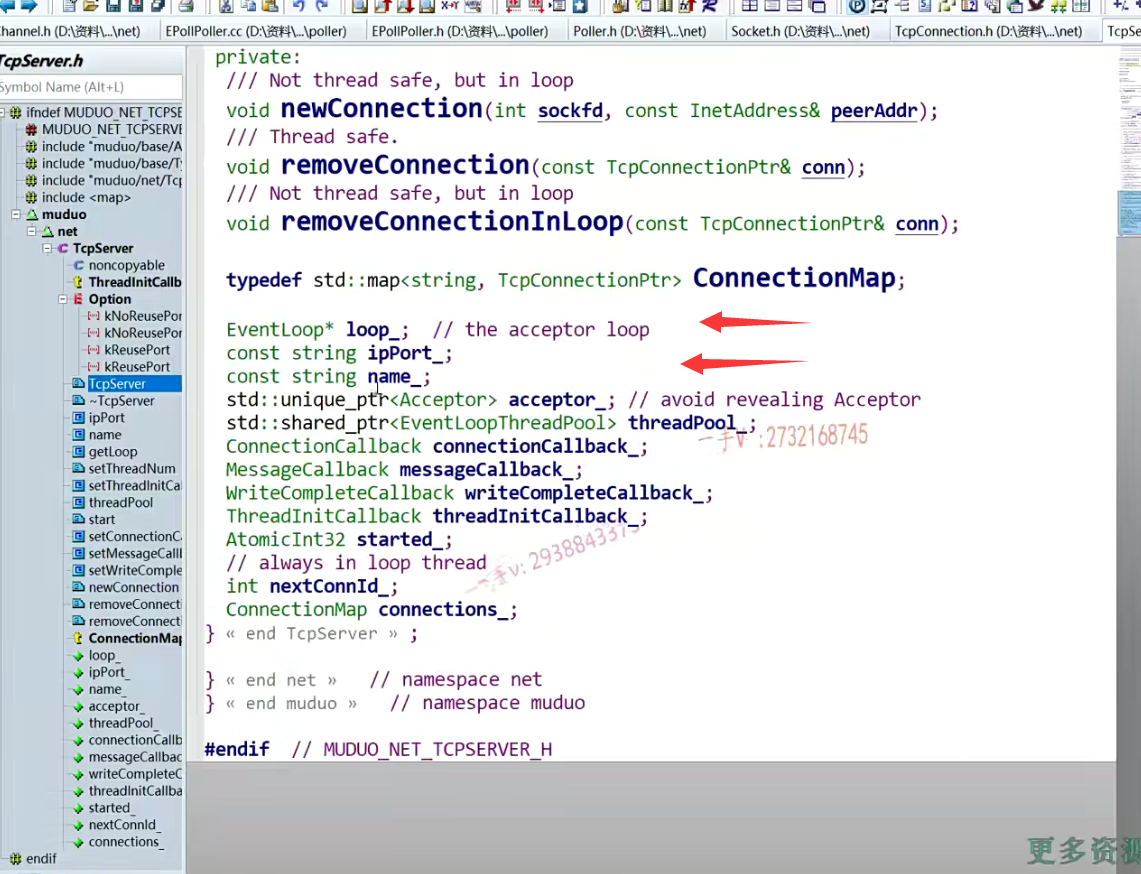 hannel.h (D:\资料\...\net)
EPollPoller.cc (D:\资料\...\poller)
EPollPoller.h (D:\资料\...\poller)
Poller.h (D:\资料\...\net)
Socket.h (D:\资料\...\net)
TcpConnection.h (D:\资料\...\net)
TcpSe
TcpServer.h
Symbol Name (Alt+L)
ifndef MUDUO_NET_TCPSE
MUDUO_NET_TCPSERVE
include "muduo/base/A
include "muduo/base/Ty
include "muduo/net/Tcp
include <map>
muduo
net
TcpServer
noncopyable
ThreadInitCallb
Option
kNoReusePor
kNoReusePor
kReusePort
kReusePort
TcpServer
~TcpServer
ipPort
name
getLoop
setThreadNum
setThreadInitCa
threadPool
start
setConnectionC
setMessageCallb
setWriteComple
newConnection
removeConnecti
removeConnecti
ConnectionMap
loop_
ipPort_
name_
acceptor_
threadPool_
connectionCallb
messageCallbac
writeCompleteC
threadInitCallba
started_
nextConnId_
connections_
endif
private:
/// Not thread safe, but in loop
void newConnection(int sockfd, const InetAddress& peerAddr);
/// Thread safe.
void removeConnection(const TcpConnectionPtr& conn);
/// Not thread safe, but in loop
void removeConnectionInLoop(const TcpConnectionPtr& conn);
typedef std::map<string, TcpConnectionPtr> ConnectionMap;
EventLoop* loop_; // the acceptor loop
const string ipPort_;
const string name_;
std::unique_ptr<Acceptor> acceptor_; // avoid revealing Acceptor
std::shared_ptr<EventLoopThreadPool> threadPool_;
一手v :2732168745
ConnectionCallback connectionCallback_;
MessageCallback messageCallback_;
WriteCompleteCallback writeCompleteCallback_;
ThreadInitCallback threadInitCallback_;
AtomicInt32 started_;
// always in loop thread
一手v: 2938843375
int nextConnId_;
ConnectionMap connections_;
} « end TcpServer » ;
} « end net » // namespace net
} « end muduo » // namespace muduo
#endif // MUDUO_NET_TCPSERVER_H
更多资源